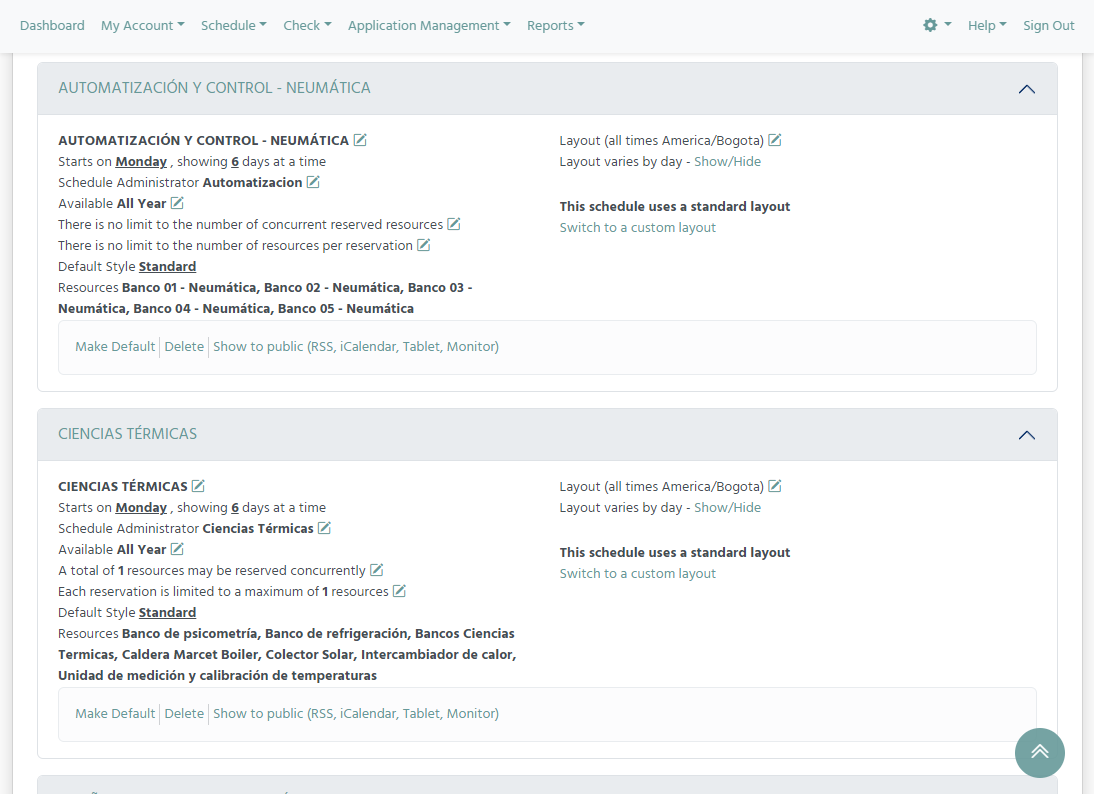 Dashboard My Account Schedule Check Application Management Reports Help Sign Out
AUTOMATIZACIÓN Y CONTROL - NEUMÁTICA
AUTOMATIZACIÓN Y CONTROL - NEUMÁTICA
Starts on Monday , showing 6 days at a time
Schedule Administrator Automatizacion
Available All Year
There is no limit to the number of concurrent reserved resources
There is no limit to the number of resources per reservation
Default Style Standard
Resources Banco 01 - Neumática, Banco 02 - Neumática, Banco 03 -
Neumática, Banco 04 - Neumática, Banco 05 - Neumática
Layout (all times America/Bogota)
Layout varies by day - Show/Hide
This schedule uses a standard layout
Switch to a custom layout
Make Default Delete Show to public (RSS, iCalendar, Tablet, Monitor)
CIENCIAS TÉRMICAS
CIENCIAS TÉRMICAS
Starts on Monday , showing 6 days at a time
Schedule Administrator Ciencias Térmicas
Available All Year
A total of 1 resources may be reserved concurrently
Each reservation is limited to a maximum of 1 resources
Default Style Standard
Resources Banco de psicometría, Banco de refrigeración, Bancos Ciencias
Termicas, Caldera Marcet Boiler, Colector Solar, Intercambiador de calor,
Unidad de medición y calibración de temperaturas
Layout (all times America/Bogota)
Layout varies by day - Show/Hide
This schedule uses a standard layout
Switch to a custom layout
Make Default Delete Show to public (RSS, iCalendar, Tablet, Monitor)